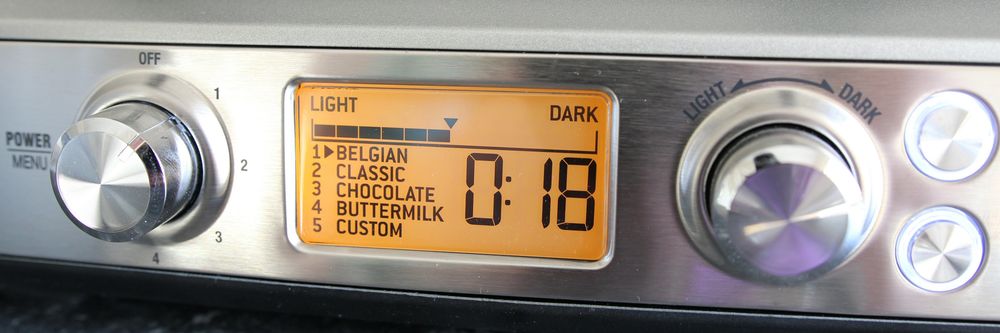 OFF
1
2
3
4
POWER
MENU
LIGHT DARK
1 BELGIAN
2 CLASSIC
3 CHOCOLATE
4 BUTTERMILK
5 CUSTOM
0:18
LIGHT DARK